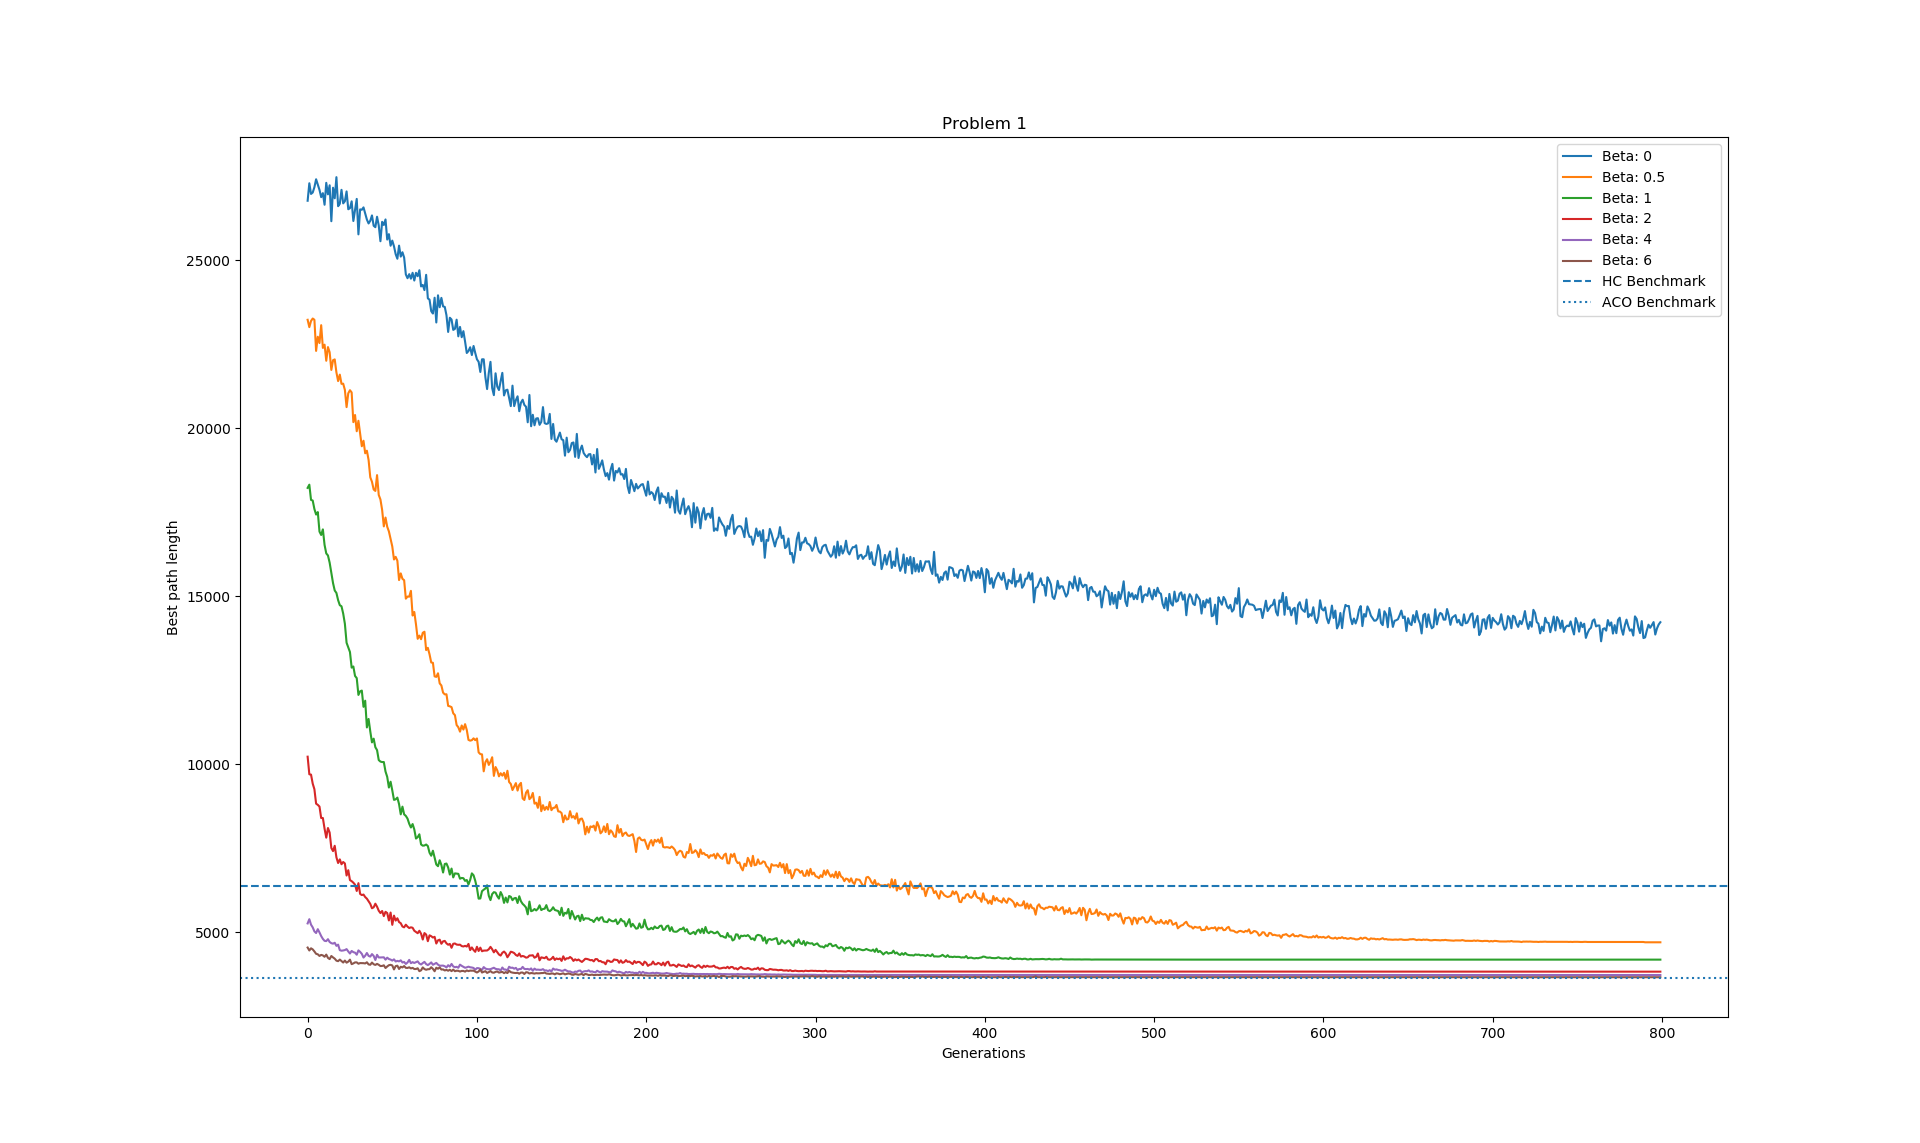 Problem 1
Beta: 0
Beta: 0.5
Beta: 1
Beta: 2
Beta: 4
Beta: 6
HC Benchmark
ACO Benchmark
Best path length
25000
20000
15000
10000
5000
0 100 200 300 400 500 600 700 800
Generations